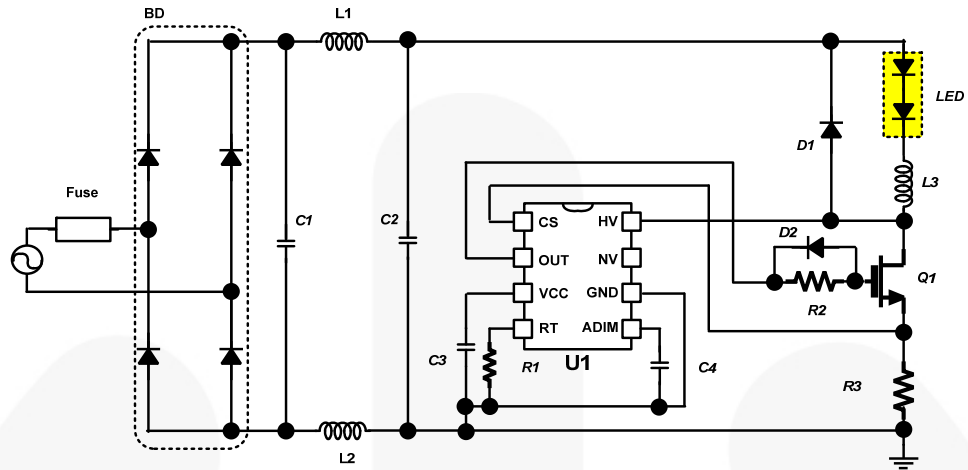 BD
L1
LED
D1
Fuse
L3
C1
C2
CS
HV
D2
OUT
NV
Q1
VCC
GND
R2
RT
ADIM
C3
R1
U1
C4
R3
L2